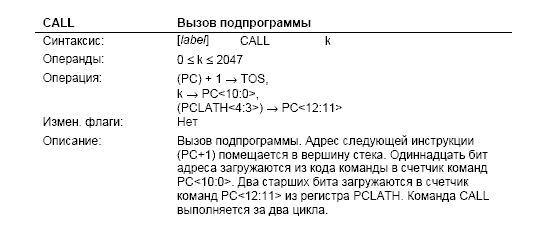 CALL Вызов подпрограммы
Синтаксис: [label] CALL k
Операнды: 0 ≤ k ≤ 2047
Операция: (PC) + 1 → TOS,
k → PC<10:0>,
(PCLATH<4:3>) → PC<12:11>
Измен. флаги: Нет
Описание: Вызов подпрограммы. Адрес следующей инструкции
(PC+1) помещается в вершину стека. Одиннадцать бит
адреса загружаются из кода команды в счетчик команд
PC<10:0>. Два старших бита загружаются в счетчик
команд PC<12:11> из регистра PCLATH. Команда CALL
выполняется за два цикла.